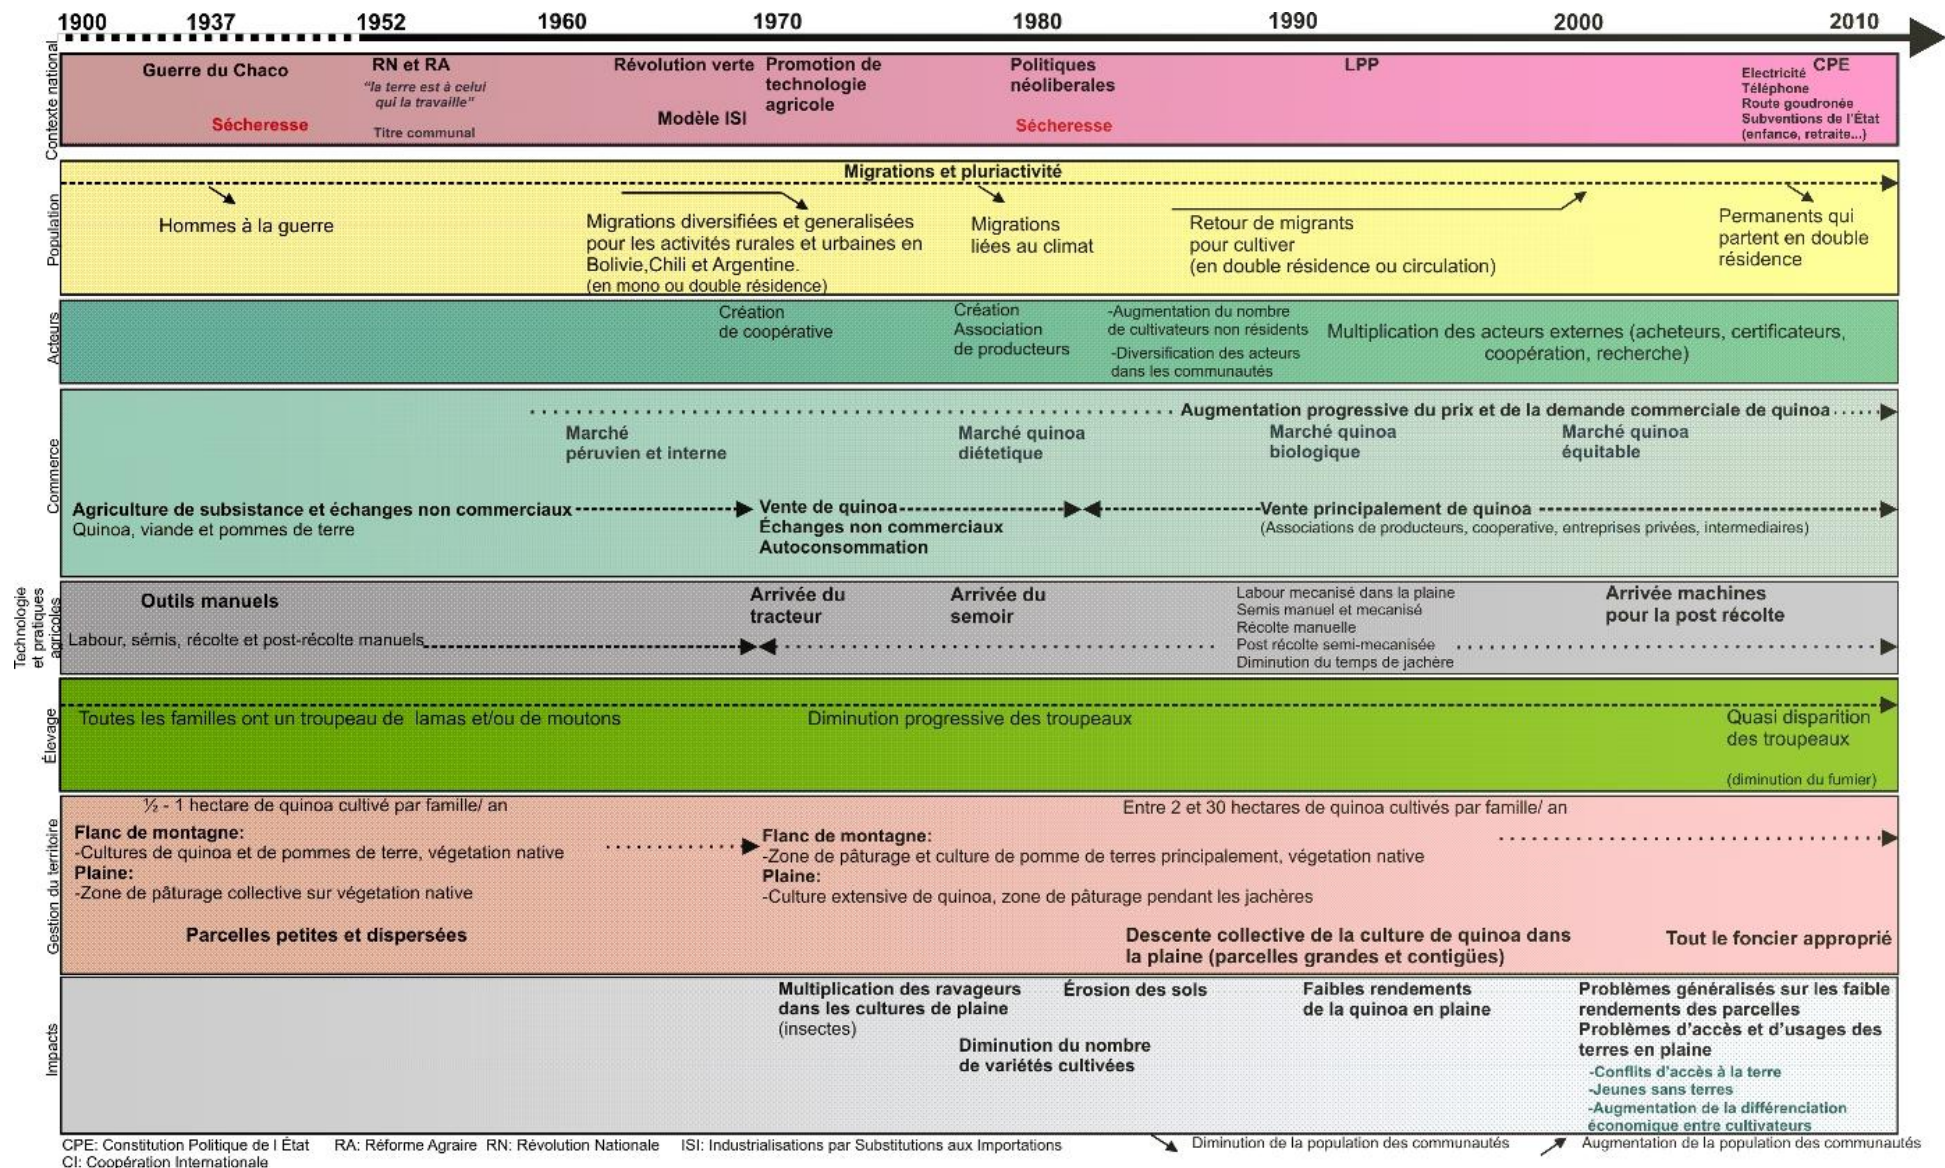 1900 1937 1952 1960 1970 1980 1990 2000 2010
Contexte national
Guerre du Chaco
Sécheresse
RN et RA
“la terre est à celui
qui la travaille”
Titre communal
Révolution verte
Modèle ISI
Promotion de
technologie
agricole
Politiques
néoliberales
Sécheresse
LPP
CPE
Electricité
Téléphone
Route goudronée
Subventions de l’État
(enfance, retraite...)
Population
Migrations et pluriactivité
Hommes à la guerre
Migrations diversifiées et generalisées
pour les activités rurales et urbaines en
Bolivie,Chili et Argentine.
(en mono ou double résidence)
Migrations
liées au climat
Retour de migrants
pour cultiver
(en double résidence ou circulation)
Permanents qui
partent en double
résidence
Acteurs
Création
de coopérative
Création
Association
de producteurs
-Augmentation du nombre
de cultivateurs non résidents
-Diversification des acteurs
dans les communautés
Multiplication des acteurs externes (acheteurs, certificateurs,
coopération, recherche)
Commerce
Augmentation progressive du prix et de la demande commerciale de quinoa
Marché
péruvien et interne
Marché quinoa
diétetique
Marché quinoa
biologique
Marché quinoa
équitable
Agriculture de subsistance et échanges non commerciaux
Quinoa, viande et pommes de terre
Vente de quinoa
Échanges non commerciaux
Autoconsommation
Vente principalement de quinoa
(Associations de producteurs, cooperative, entreprises privées, intermediaires)
Technologie
et pratiques
agricoles
Outils manuels
Labour, sémis, récolte et post-récolte manuels
Arrivée du
tracteur
Arrivée du
semoir
Labour mecanisé dans la plaine
Semis manuel et mecanisé
Récolte manuelle
Post récolte semi-mecanisée
Diminution du temps de jachère
Arrivée machines
pour la post récolte
Élevage
Toutes les familles ont un troupeau de lamas et/ou de moutons
Diminution progressive des troupeaux
Quasi disparition
des troupeaux
(diminution du fumier)
Gestion du territoire
½ - 1 hectare de quinoa cultivé par famille/ an
Flanc de montagne:
-Cultures de quinoa et de pommes de terre, végetation native
Plaine:
-Zone de pâturage collective sur végetation native
Parcelles petites et dispersées
Entre 2 et 30 hectares de quinoa cultivés par famille/ an
Flanc de montagne:
-Zone de pâturage et culture de pomme de terres principalement, végetation native
Plaine:
-Culture extensive de quinoa, zone de pâturage pendant les jachères
Descente collective de la culture de quinoa dans
la plaine (parcelles grandes et contigües)
Tout le foncier approprié
Impacts
Multiplication des ravageurs
dans les cultures de plaine
(insectes)
Érosion des sols
Diminution du nombre
de variétés cultivées
Faibles rendements
de la quinoa en plaine
Problèmes généralisés sur les faible
rendements des parcelles
Problèmes d’accès et d’usages des
terres en plaine
-Conflits d’accès à la terre
-Jeunes sans terres
-Augmentation de la différenciation
économique entre cultivateurs
CPE: Constitution Politique de l État RA: Réforme Agraire RN: Révolution Nationale ISI: Industrialisations par Substitutions aux Importations
CI: Coopération Internationale
Diminution de la population des communautés
Augmentation de la population des communautés